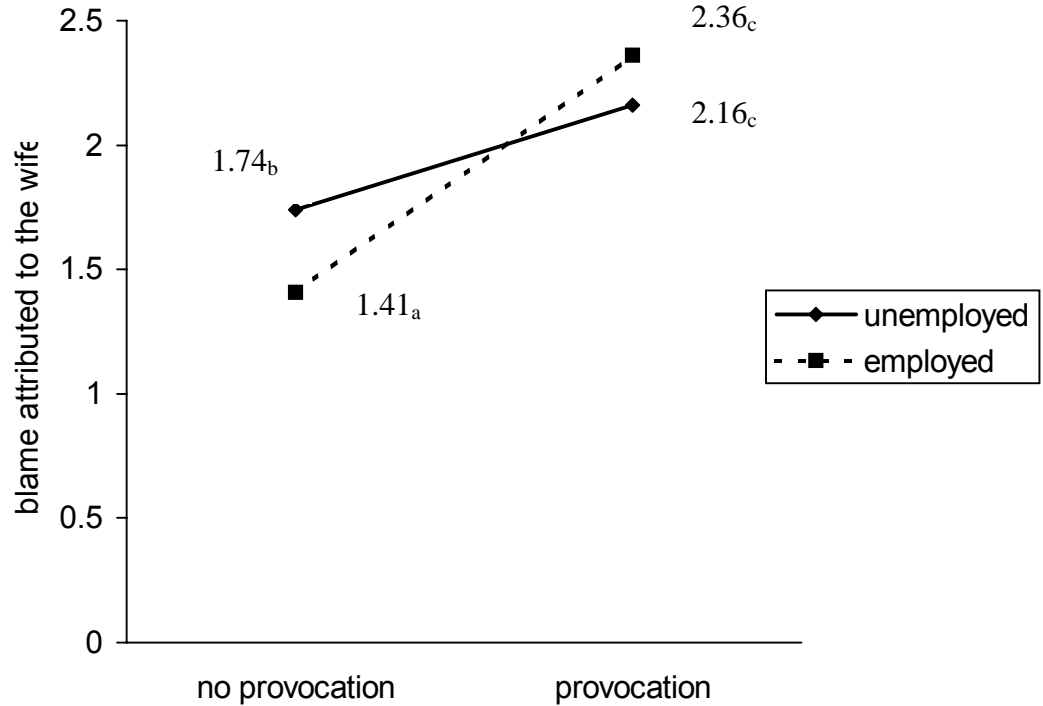 2.5
2.36c
2.16c
2
1.74b
1.5
1.41a
unemployed
employed
1
0.5
0
blame attributed to the wife
no provocation provocation